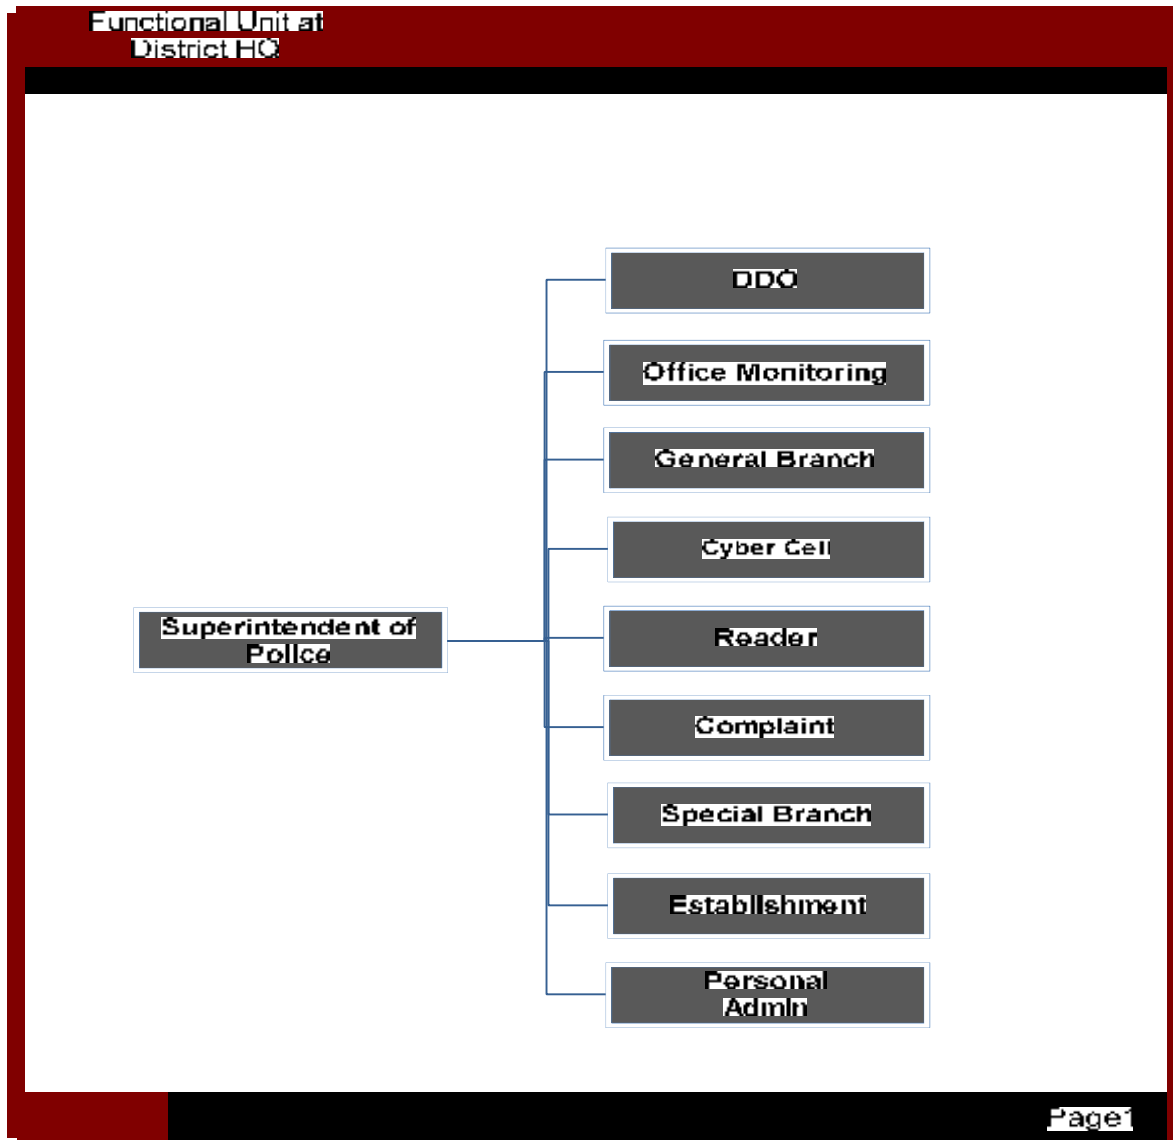 Functional Unit at
District HQ
DDO
Office Monitoring
General Branch
Cyber Cell
Superintendent of
Police
Reader
Complaint
Special Branch
Establishment
Personal
Admin
Page1